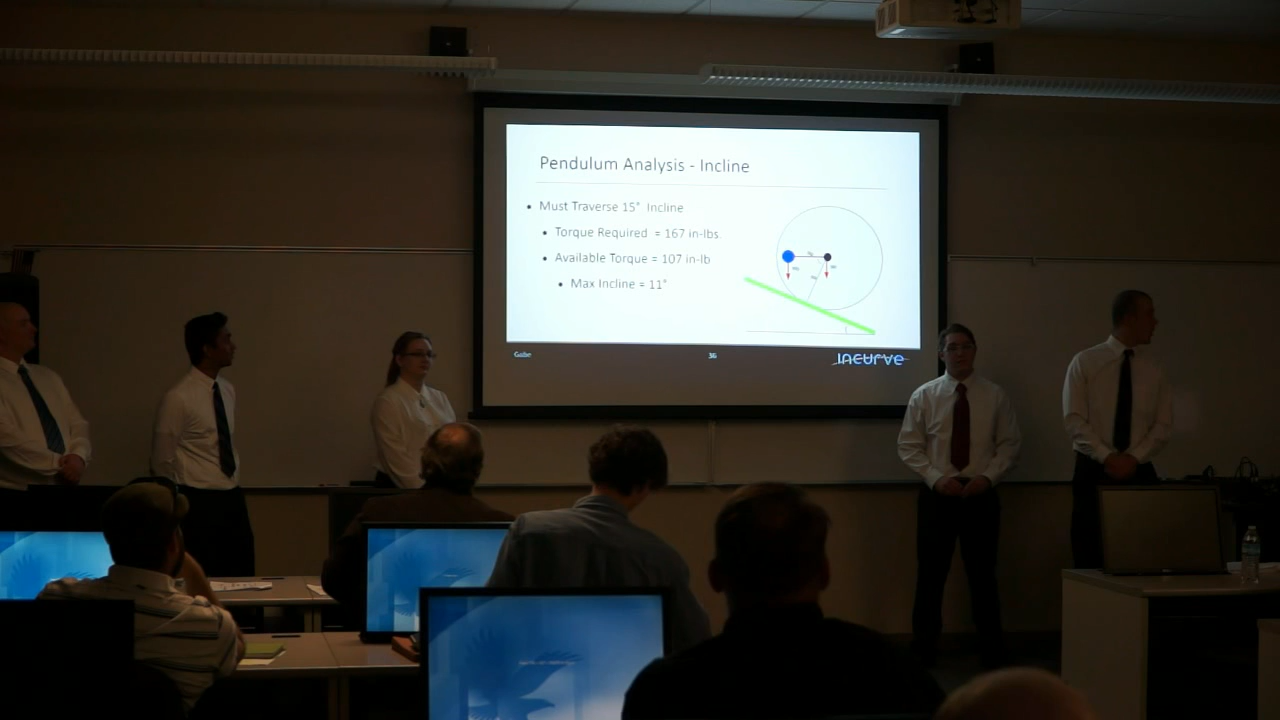 Pendulum Analysis - Incline
• Must Traverse 15° Incline
• Torque Required = 167 in-lbs.
• Available Torque = 107 in-lb
• Max Incline = 11°
Gabe
36
incurve